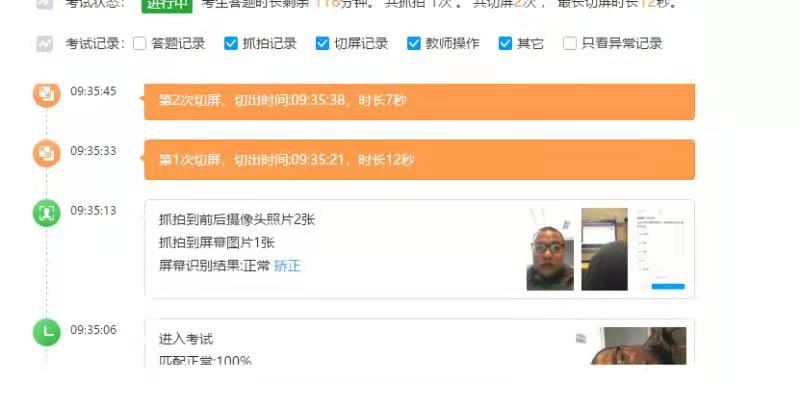 考试状态： 进行中 考生答题时长剩余 118分钟。 共抓拍 1次 。 共切屏2次 ， 最长切屏时长12秒。
考试记录： 答题记录 抓拍记录 切屏记录 教师操作 其它 只看异常记录
09:35:45 第2次切屏，切出时间:09:35:38，时长7秒
09:35:33 第1次切屏，切出时间:09:35:21，时长12秒
09:35:13 抓拍到前后摄像头照片2张
抓拍到屏幕图片1张
屏幕识别结果:正常 矫正
09:35:06 进入考试
匹配正常:100%